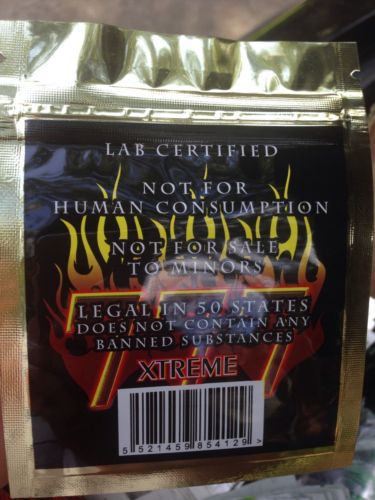 LAB CERTIFIED
NOT FOR
HUMAN CONSUMPTION
NOT FOR SALE
TO MINORS
777
LEGAL IN 50 STATES
DOES NOT CONTAIN ANY
BANNED SUBSTANCES
XTREME
5 521459 854129 >